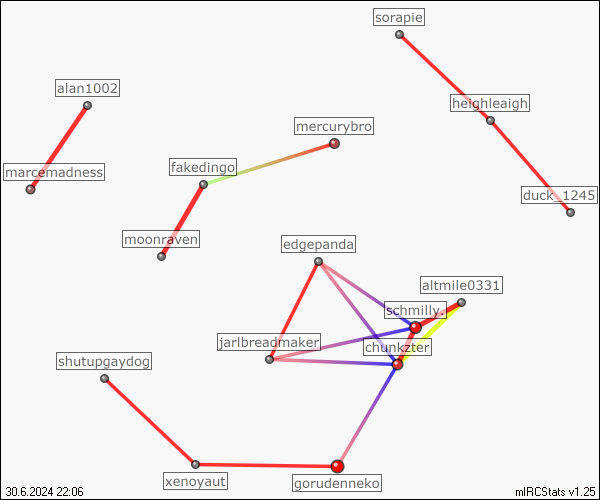 sorapie
alan1002
heighleaigh
mercurybro
fakedingo
marcemadness
duck_1245
moonraven
edgepanda
altmile0331
schmilly.
jarlbreadmaker
chunkzter
shutupgaydog
xenoyaut
gorudenneko
30.6.2024 22:06
mIRCStats v1.25